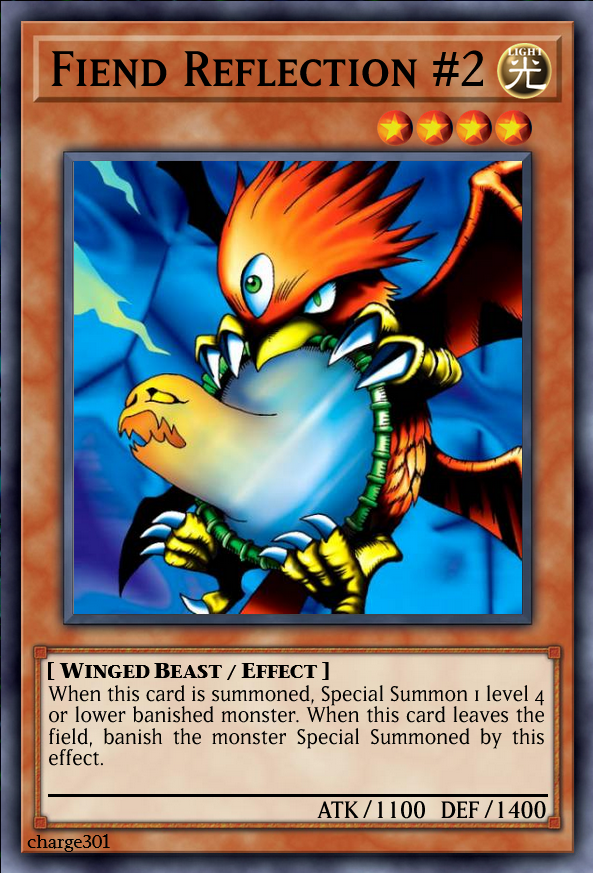 Fiend Reflection #2
LIGHT
光
[ Winged Beast / Effect ]
When this card is summoned, Special Summon 1 level 4
or lower banished monster. When this card leaves the
field, banish the monster Special Summoned by this
effect.
ATK/1100 DEF/1400
charge301